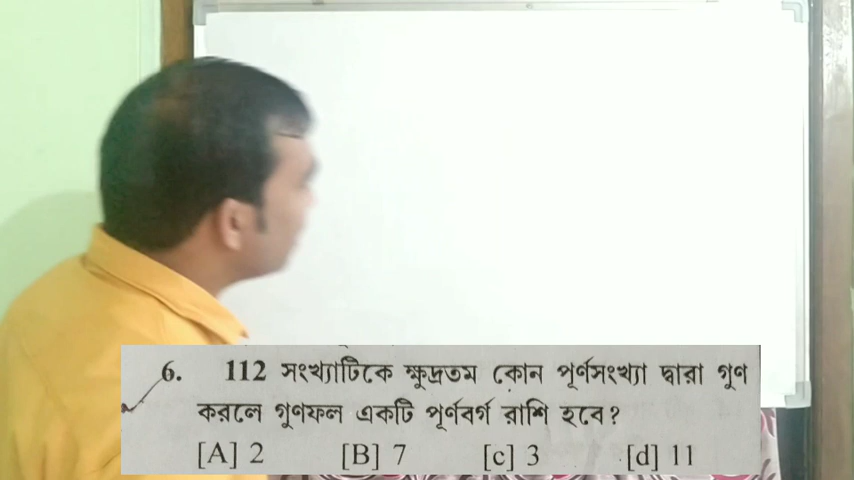 6. 112 সংখ্যাটিকে ক্ষুদ্রতম কোন পূর্ণসংখ্যা দ্বারা গুণ
করলে গুণফল একটি পূর্ণবর্গ রাশি হবে?
[A] 2 [B] 7 [c] 3 [d] 11